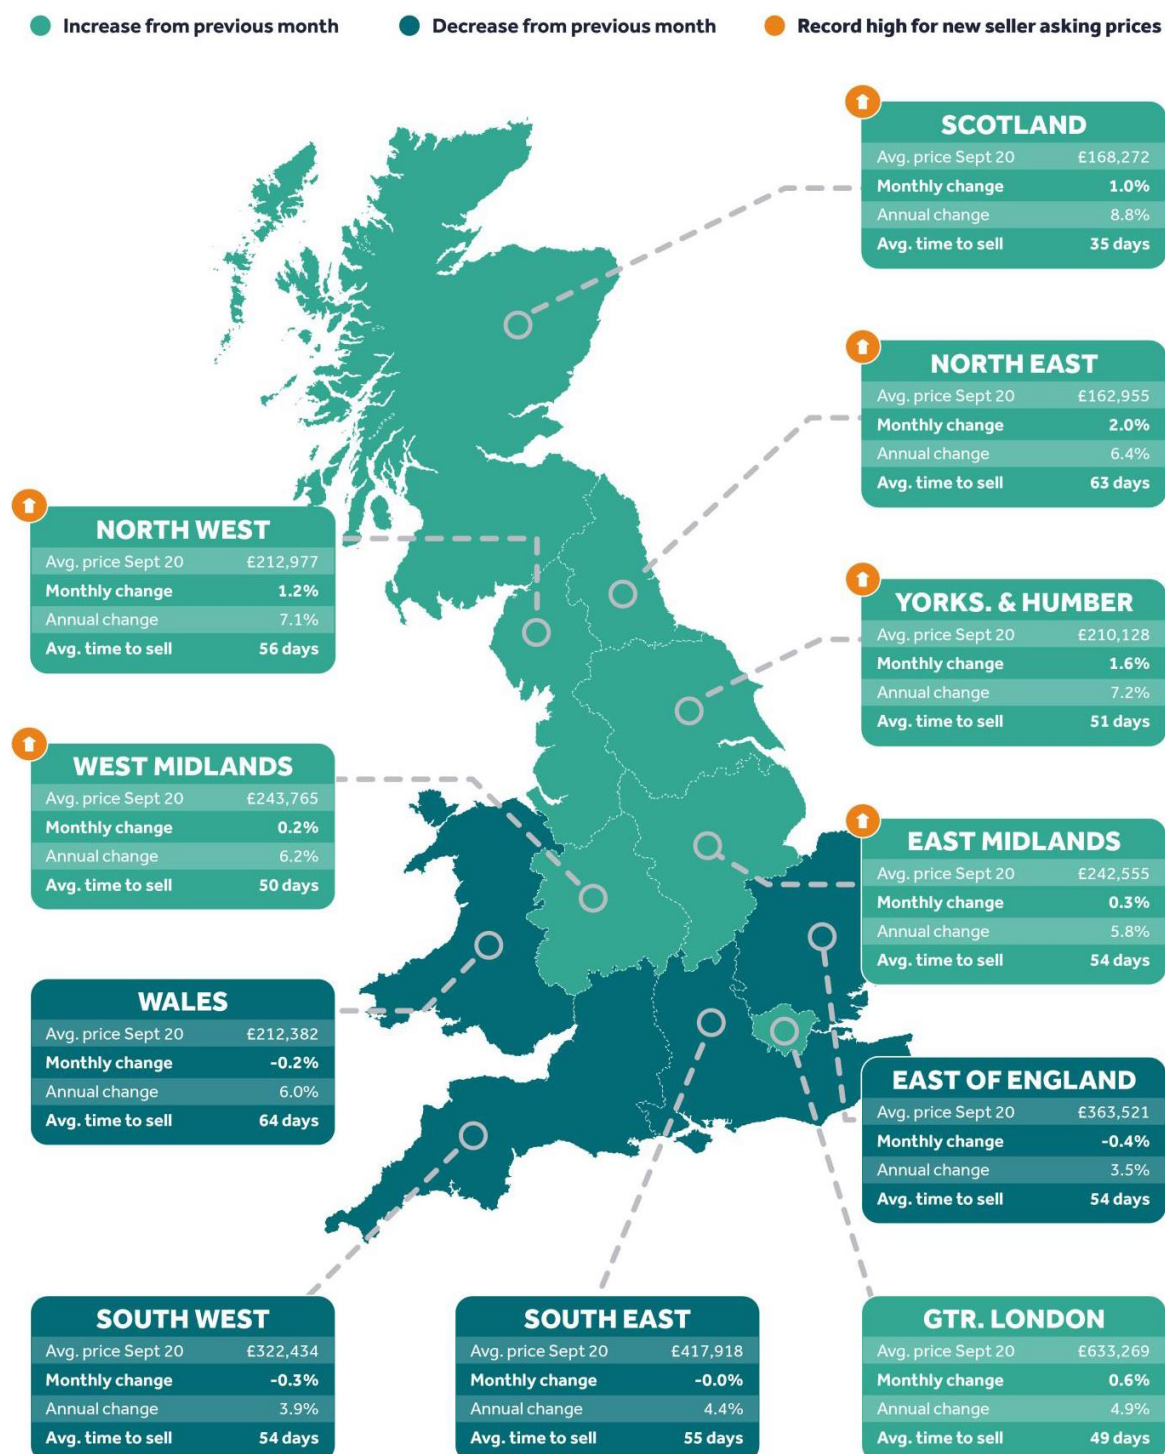 Increase from previous month
Decrease from previous month
Record high for new seller asking prices
SCOTLAND
Avg. price Sept 20 £168,272
Monthly change 1.0%
Annual change 8.8%
Avg. time to sell 35 days
NORTH EAST
Avg. price Sept 20 £162,955
Monthly change 2.0%
Annual change 6.4%
Avg. time to sell 63 days
NORTH WEST
Avg. price Sept 20 £212,977
Monthly change 1.2%
Annual change 7.1%
Avg. time to sell 56 days
YORKS. & HUMBER
Avg. price Sept 20 £210,128
Monthly change 1.6%
Annual change 7.2%
Avg. time to sell 51 days
WEST MIDLANDS
Avg. price Sept 20 £243,765
Monthly change 0.2%
Annual change 6.2%
Avg. time to sell 50 days
EAST MIDLANDS
Avg. price Sept 20 £242,555
Monthly change 0.3%
Annual change 5.8%
Avg. time to sell 54 days
WALES
Avg. price Sept 20 £212,382
Monthly change -0.2%
Annual change 6.0%
Avg. time to sell 64 days
EAST OF ENGLAND
Avg. price Sept 20 £363,521
Monthly change -0.4%
Annual change 3.5%
Avg. time to sell 54 days
SOUTH WEST
Avg. price Sept 20 £322,434
Monthly change -0.3%
Annual change 3.9%
Avg. time to sell 54 days
SOUTH EAST
Avg. price Sept 20 £417,918
Monthly change -0.0%
Annual change 4.4%
Avg. time to sell 55 days
GTR. LONDON
Avg. price Sept 20 £633,269
Monthly change 0.6%
Annual change 4.9%
Avg. time to sell 49 days